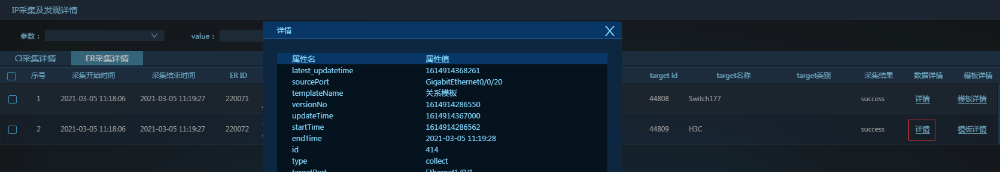 IP采集及发现详情
详情
X
参数：
value：
CI采集详情
ER采集详情
属性名 属性值
latest_updatetime 1614914368261
sourcePort GigabitEthernet0/0/20
templateName 关系模板
versionNo 1614914286550
updateTime 1614914367000
startTime 1614914286562
endTime 2021-03-05 11:19:28
id 414
type collect
targetPort Ethernet1/0/1
序号 采集开始时间 采集结束时间 ER ID target id target名称 target类别 采集结果 数据详情 模板详情
1 2021-03-05 11:18:06 2021-03-05 11:19:27 220071 44808 Switch177 success 详情 模板详情
2 2021-03-05 11:18:06 2021-03-05 11:19:27 220072 44809 H3C success 详情 模板详情